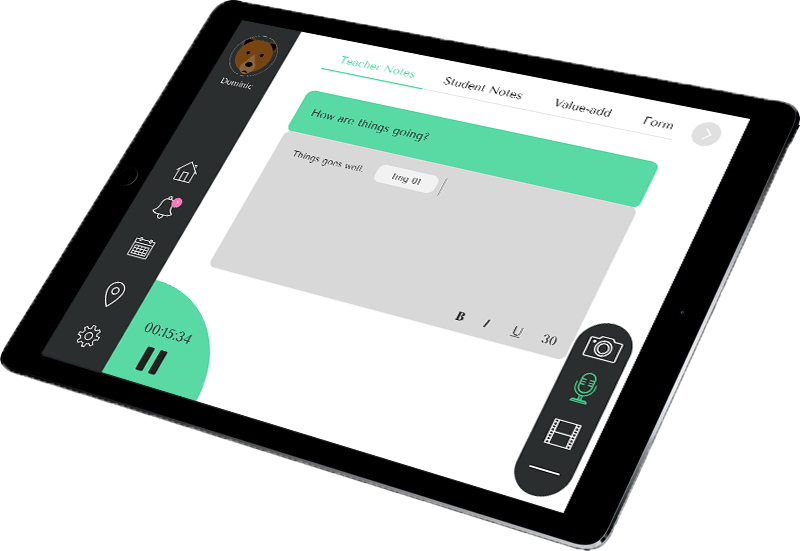 Dominic
Teacher Notes Student Notes Value-add Form
How are things going?
Things goes well. Img 01
B I U 30
00:15:34